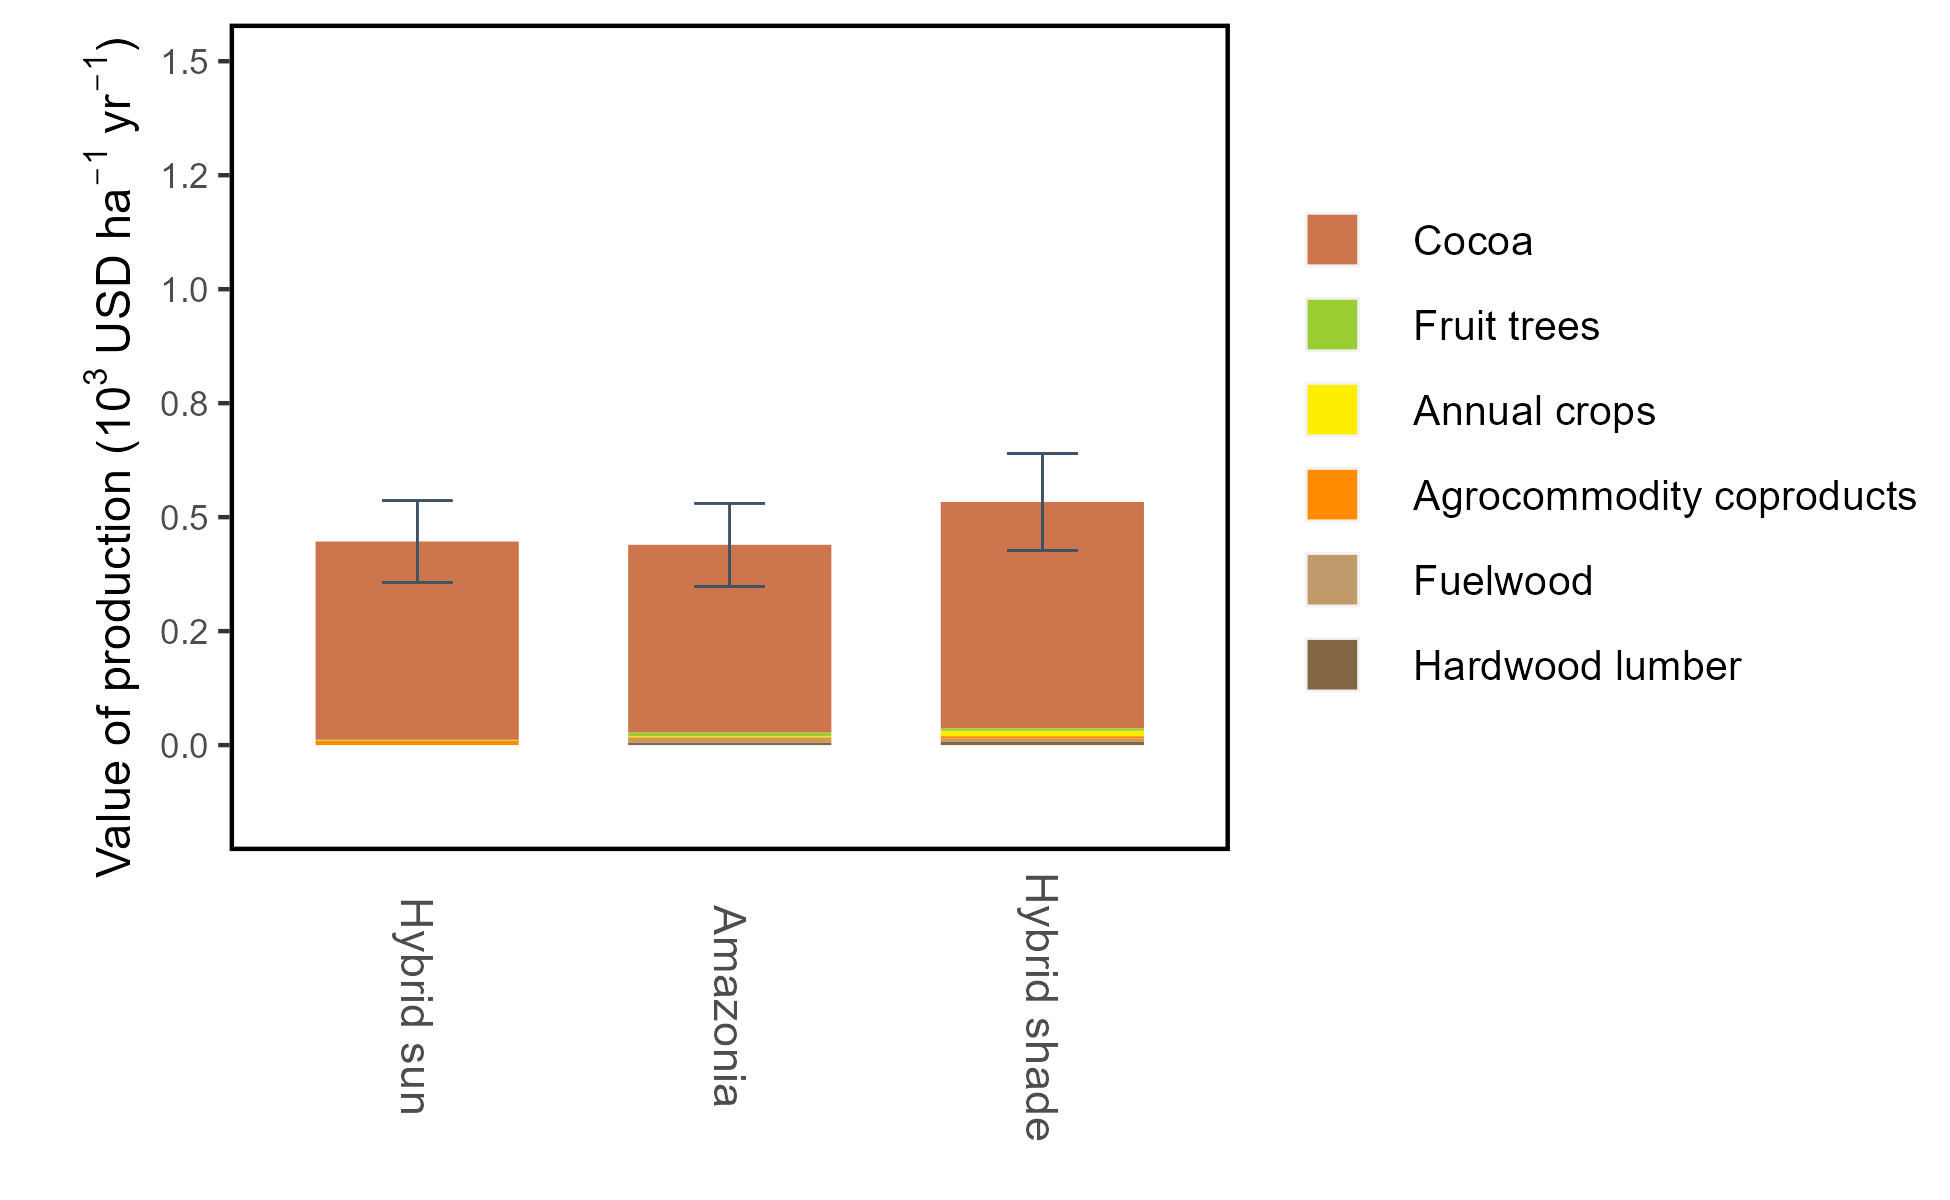 Value of production (10³ USD ha⁻¹ yr⁻¹)
1.5
1.2
1.0
0.8
0.5
0.2
0.0
Hybrid sun
Amazonia
Hybrid shade
Cocoa
Fruit trees
Annual crops
Agrocommodity coproducts
Fuelwood
Hardwood lumber